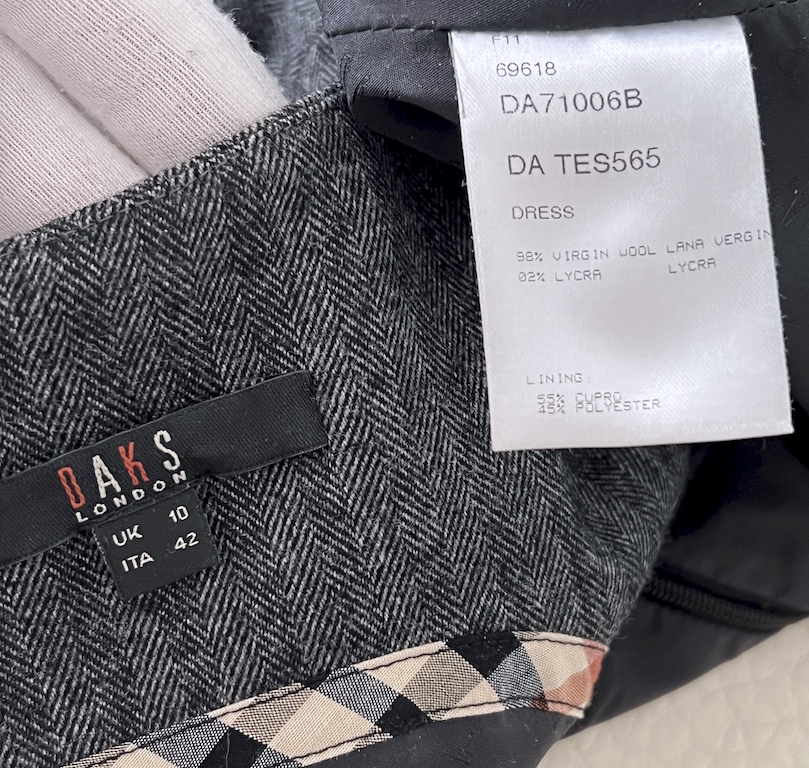 F11
69618
DA71006B
DA TES565
DRESS
98% VIRGIN WOOL LANA VERGIN
02% LYCRA LYCRA
LINING:
55% CUPRO
45% POLYESTER
DAKS
LONDON
UK 10
ITA 42